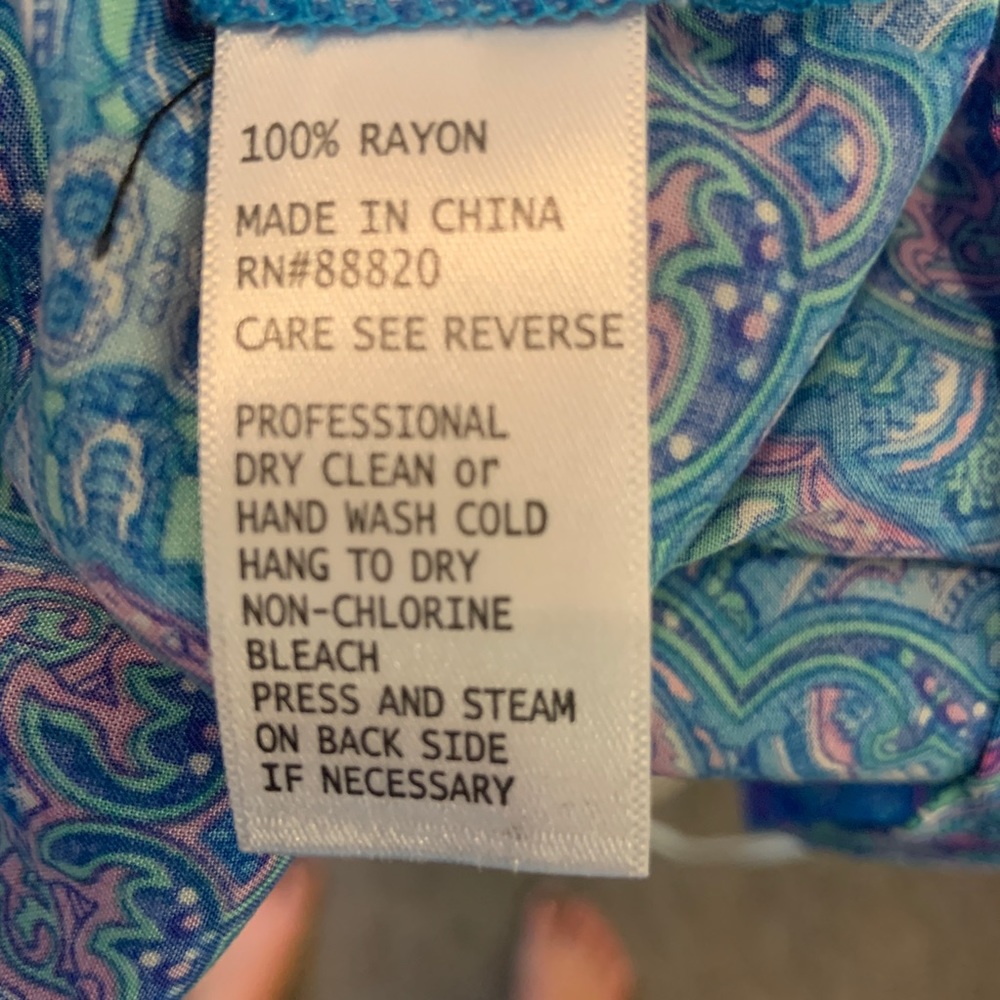 100% RAYON
MADE IN CHINA
RN#88820
CARE SEE REVERSE
PROFESSIONAL
DRY CLEAN or
HAND WASH COLD
HANG TO DRY
NON-CHLORINE
BLEACH
PRESS AND STEAM
ON BACK SIDE
IF NECESSARY